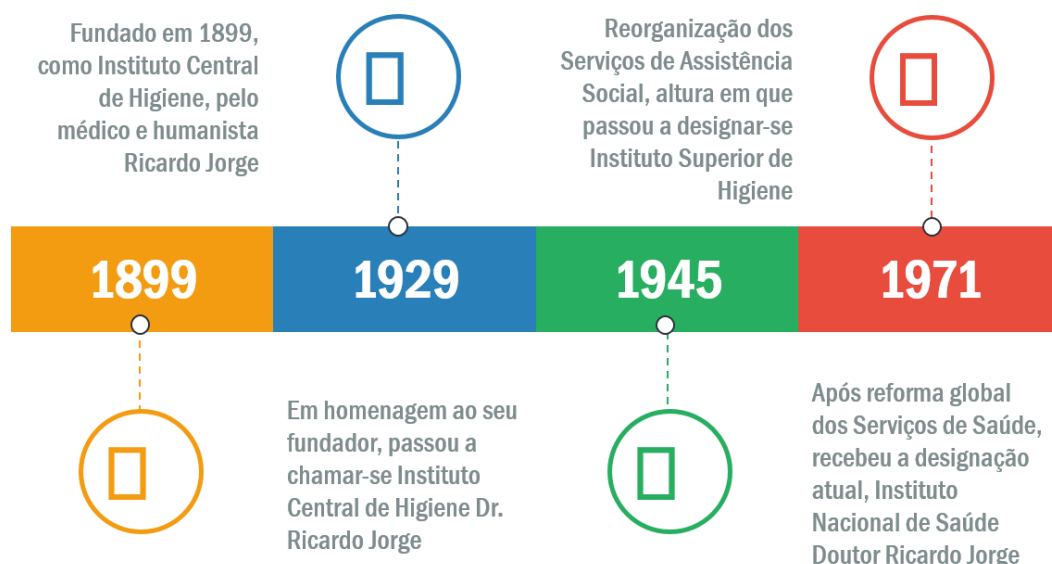 Fundado em 1899,
como Instituto Central
de Higiene, pelo
médico e humanista
Ricardo Jorge
Reorganização dos
Serviços de Assistência
Social, altura em que
passou a designar-se
Instituto Superior de
Higiene
1899
1929
1945
1971
Em homenagem ao seu
fundador, passou a
chamar-se Instituto
Central de Higiene Dr.
Ricardo Jorge
Após reforma global
dos Serviços de Saúde,
recebeu a designação
atual, Instituto
Nacional de Saúde
Doutor Ricardo Jorge